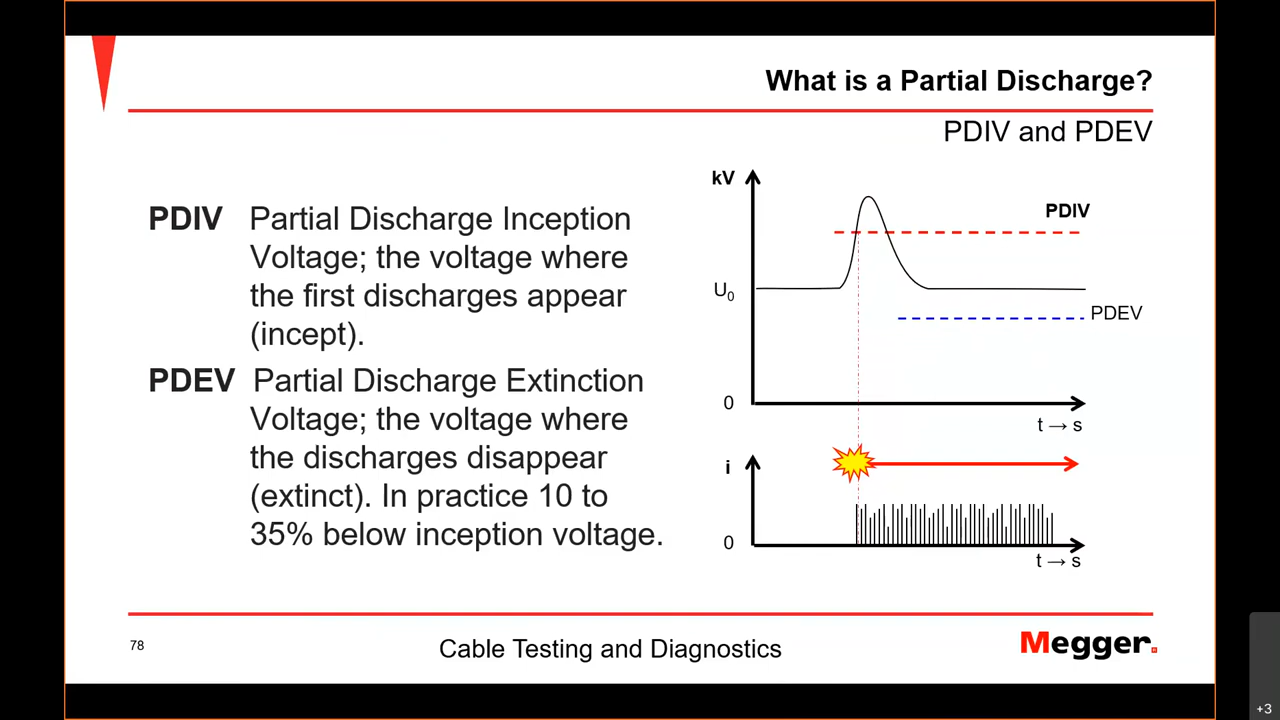 What is a Partial Discharge?
PDIV and PDEV
PDIV Partial Discharge Inception
Voltage; the voltage where
the first discharges appear
(incept).
PDEV Partial Discharge Extinction
Voltage; the voltage where
the discharges disappear
(extinct). In practice 10 to
35% below inception voltage.
kV
PDIV
U₀
PDEV
0
t → s
i
0
t → s
78
Cable Testing and Diagnostics
Megger.
+3